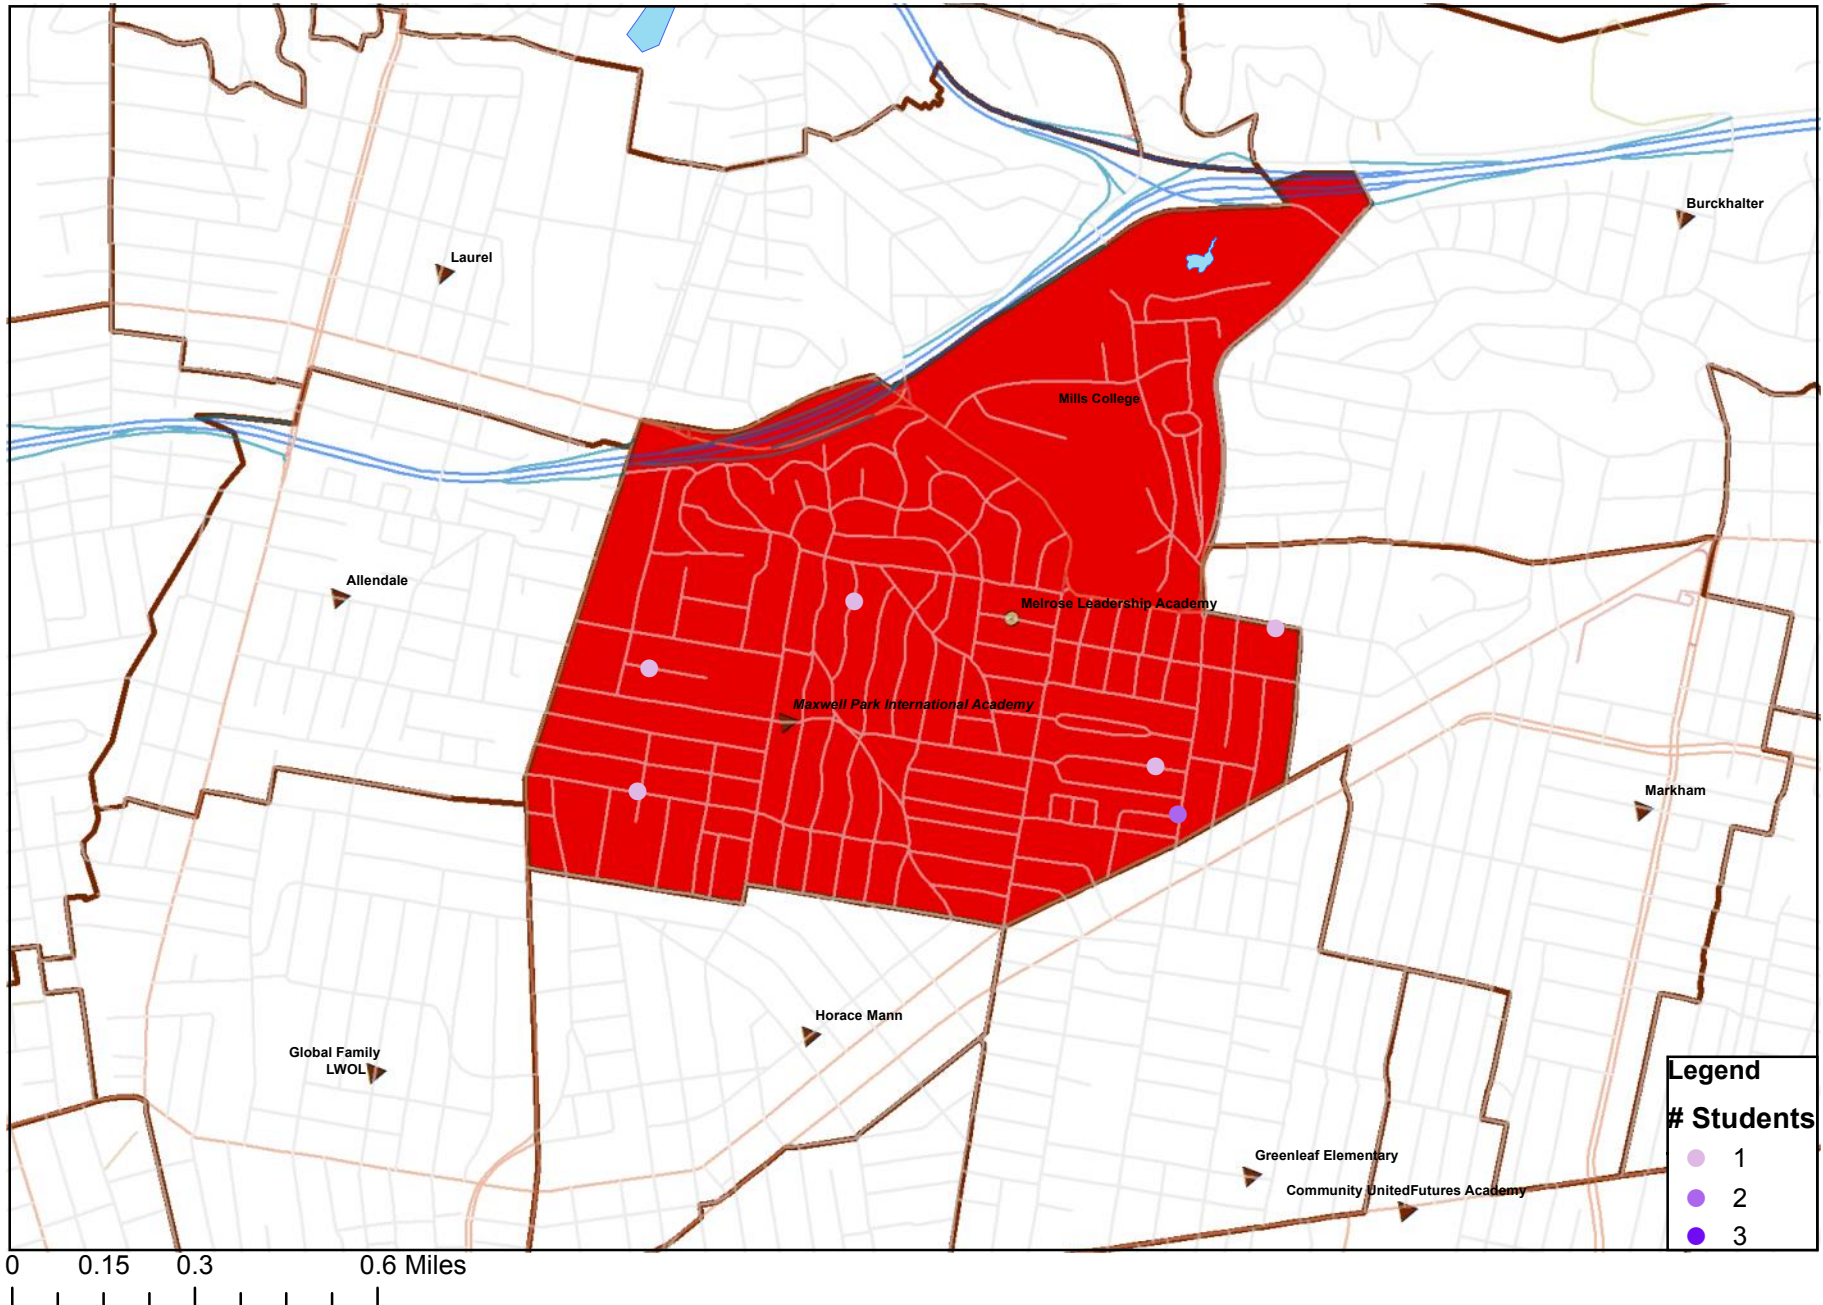 Burckhalter
Laurel
Mills College
Allendale
Melrose Leadership Academy
Maxwell Park International Academy
Markham
Horace Mann
Global Family
LWOL
Greenleaf Elementary
Community UnitedFutures Academy
Legend
# Students
1
2
3
0 0.15 0.3 0.6 Miles